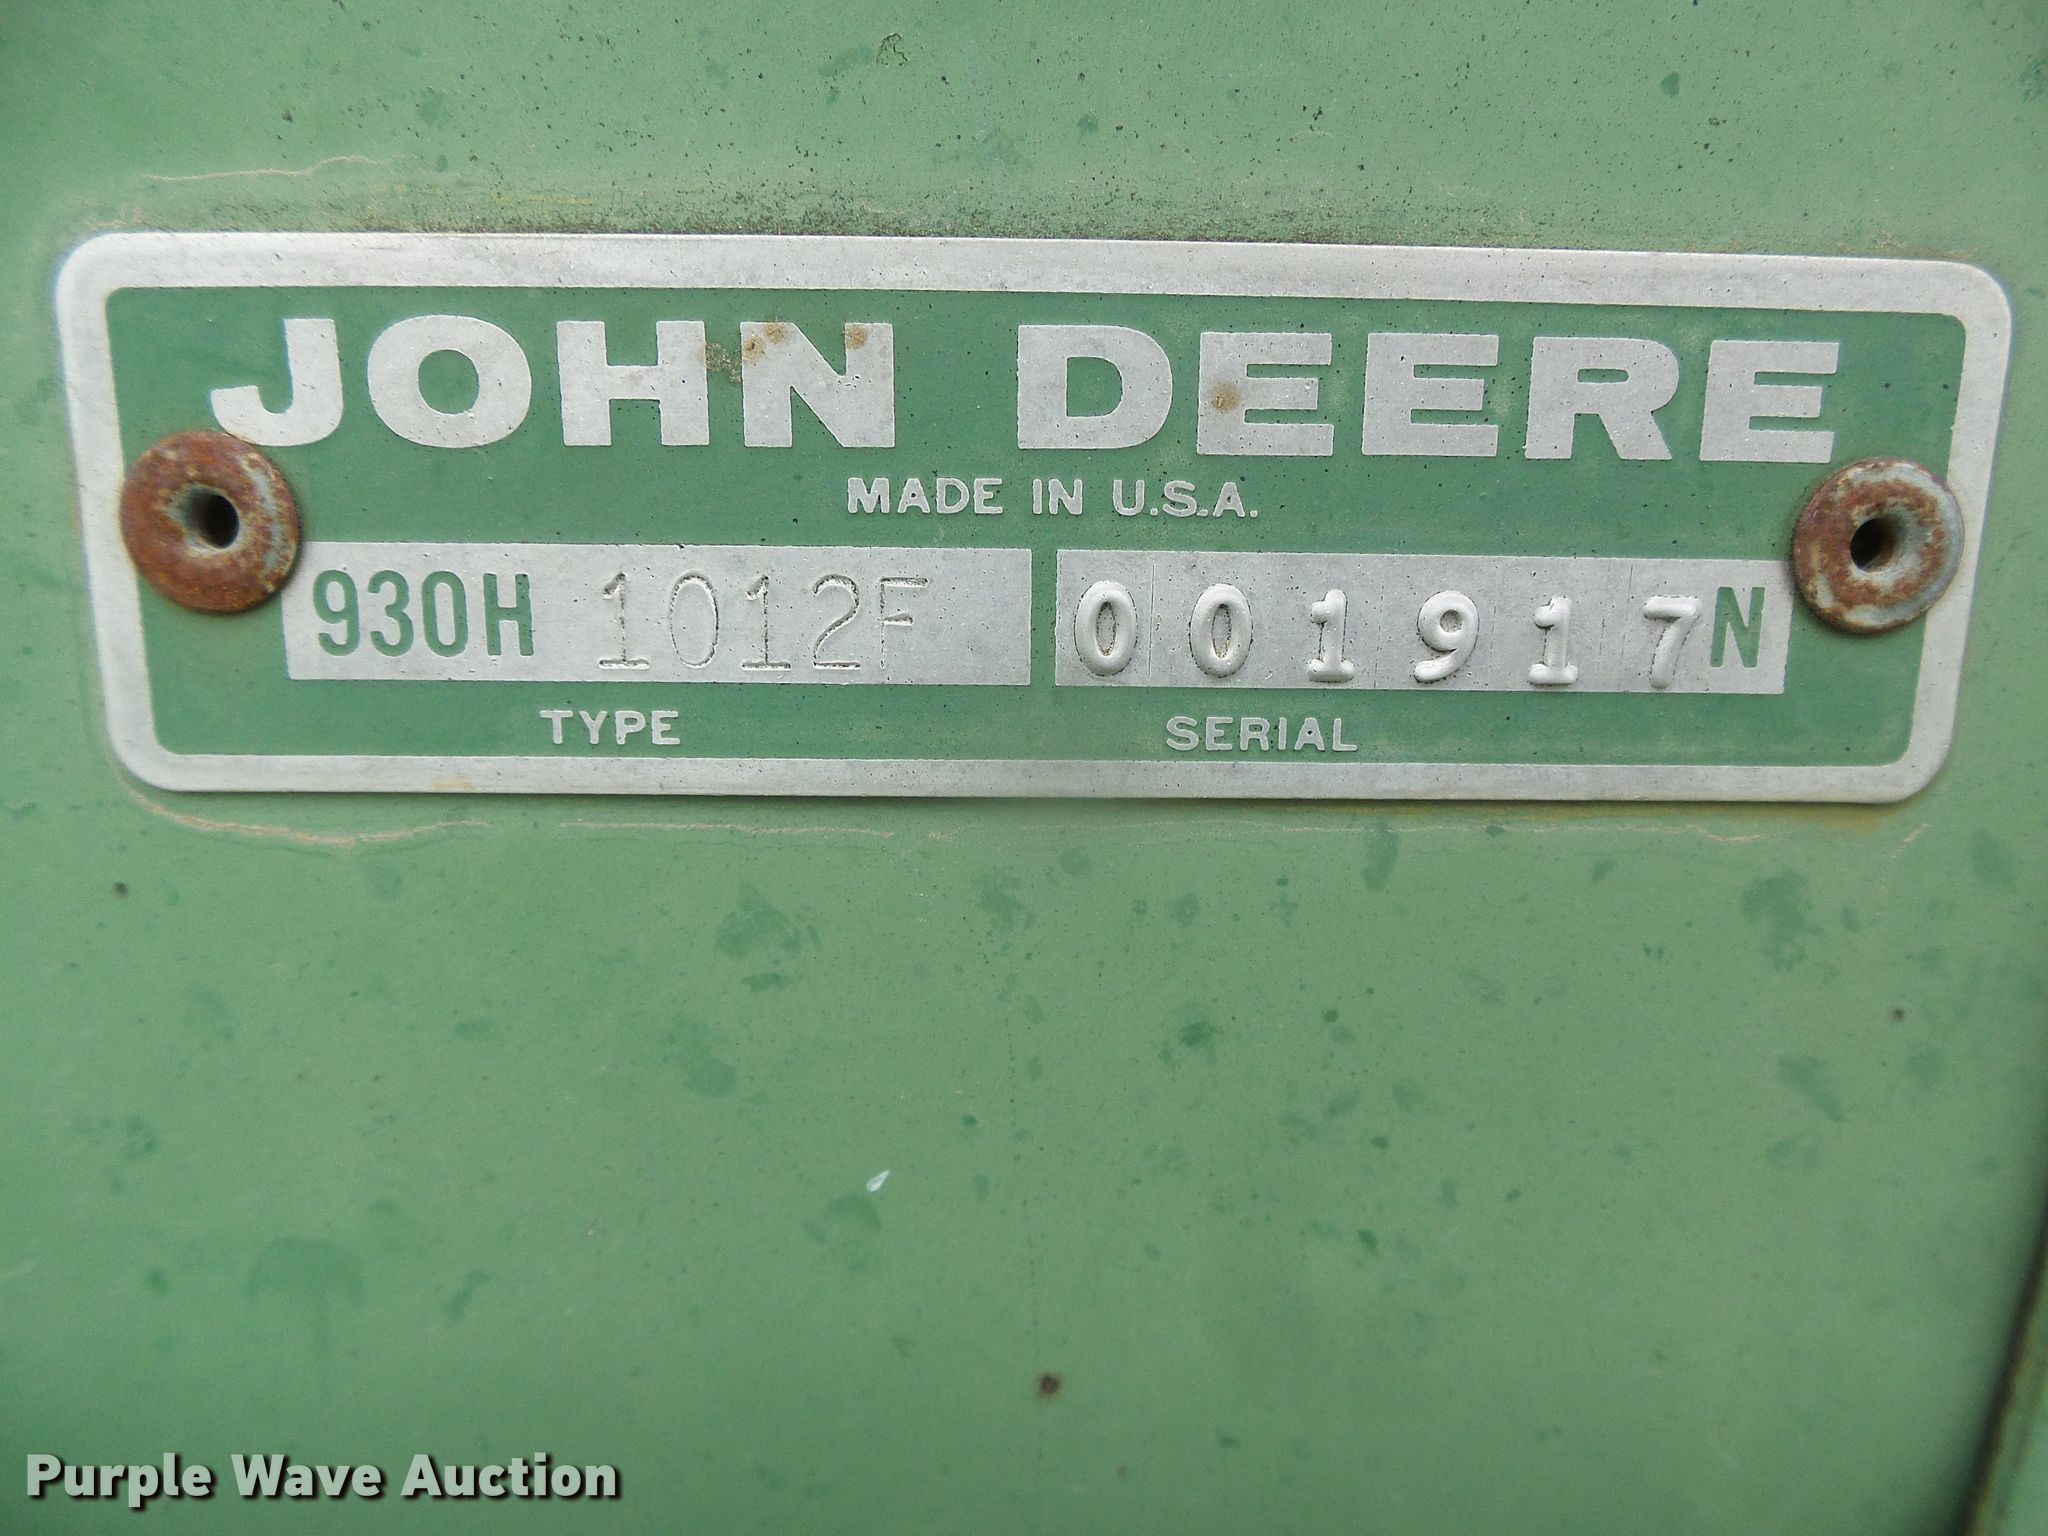 JOHN DEERE
MADE IN U.S.A.
930H 1012F 001917N
TYPE SERIAL
Purple Wave Auction